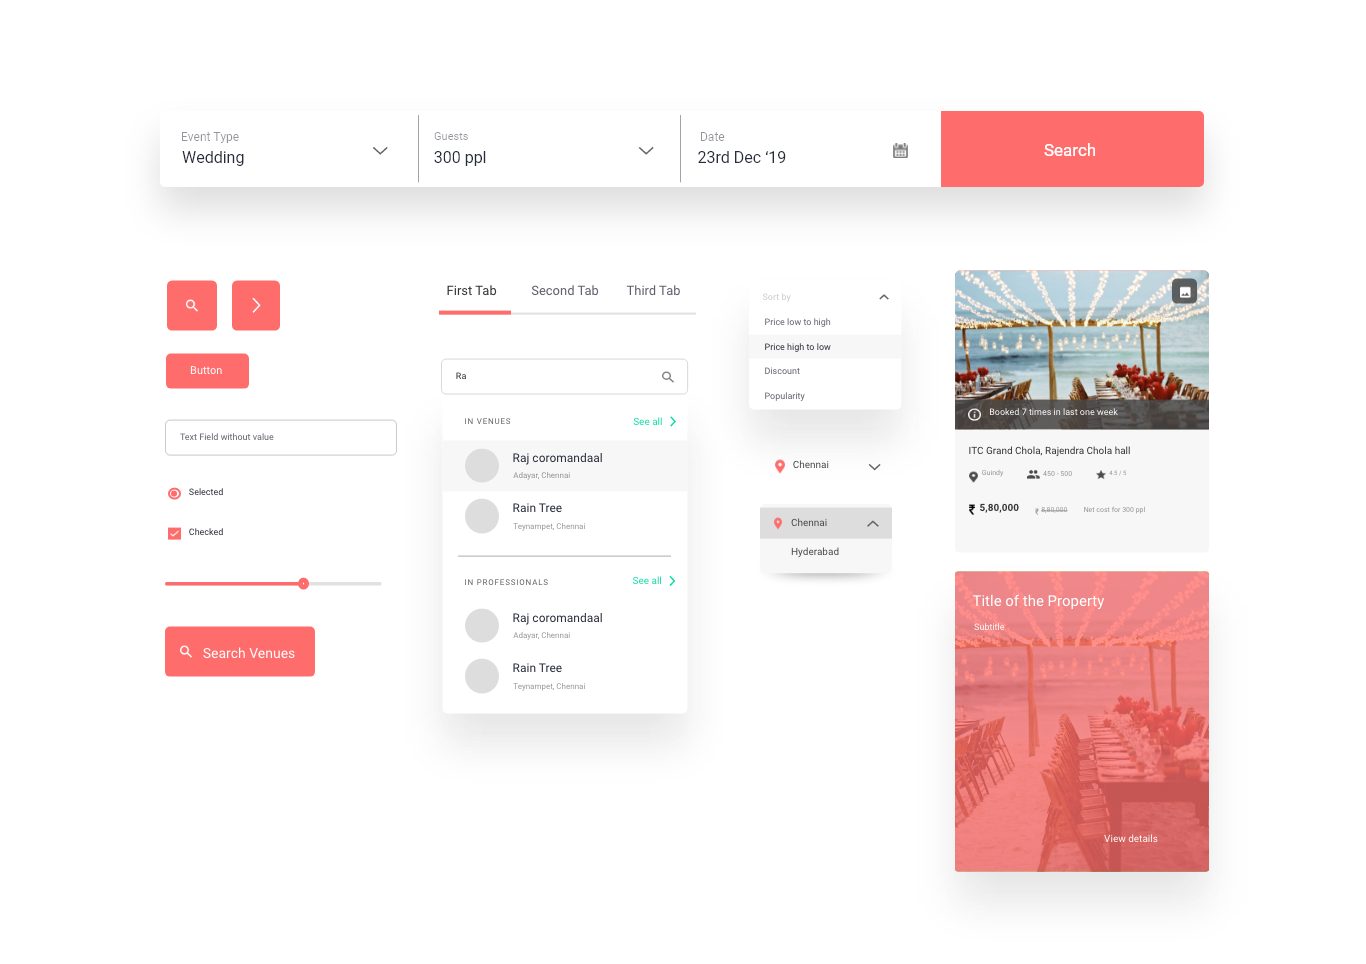 Event Type
Wedding
Guests
300 ppl
Date
23rd Dec ‘19
Search
Button
Text Field without value
Selected
Checked
Search Venues
First Tab
Second Tab
Third Tab
Ra
IN VENUES
See all
Raj coromandaal
Adayar, Chennai
Rain Tree
Teynampet, Chennai
IN PROFESSIONALS
See all
Raj coromandaal
Adayar, Chennai
Rain Tree
Teynampet, Chennai
Sort by
Price low to high
Price high to low
Discount
Popularity
Chennai
Chennai
Hyderabad
Booked 7 times in last one week
ITC Grand Chola, Rajendra Chola hall
Guindy
450 - 500
4.5 / 5
₹ 5,80,000
₹ 8,80,000
Net cost for 300 ppl
Title of the Property
Subtitle
View details